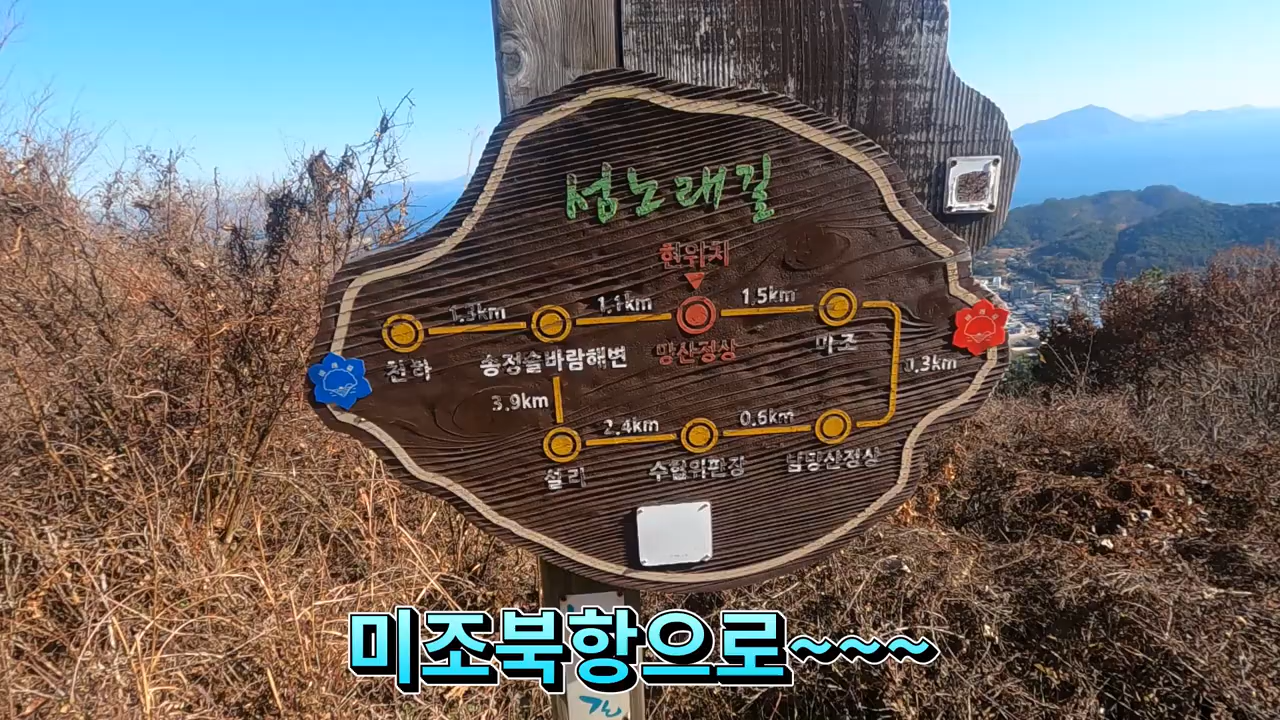 섬노래길
현위치
1.3km 1.1km 1.5km
천하 송정솔바람해변 망산정상 미조
0.3km
3.9km 2.4km 0.6km
설리 수협위판장 남망산정상
미조북항으로~~~
길